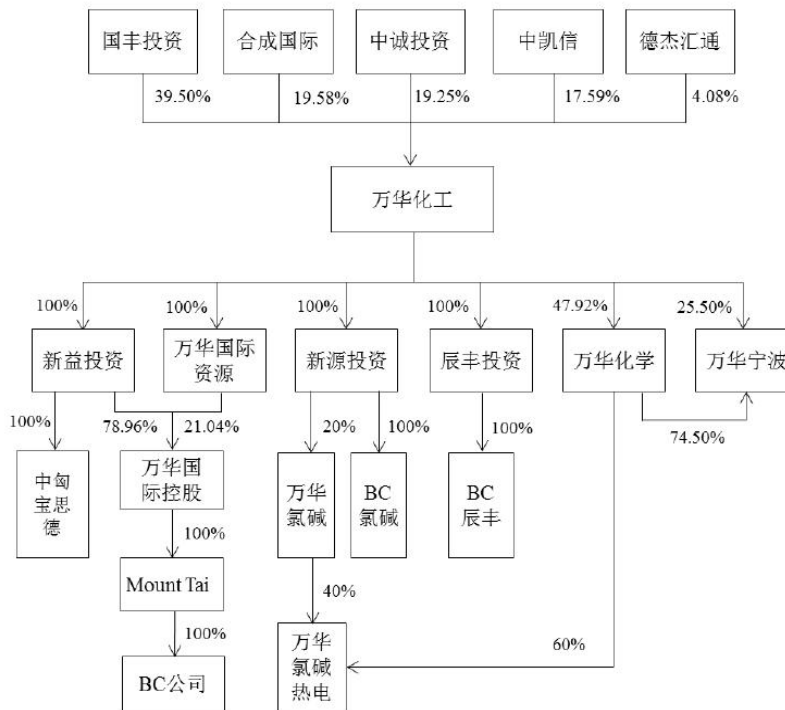 国丰投资
合成国际
中诚投资
中凯信
德杰汇通
39.50%
19.58%
19.25%
17.59%
4.08%
万华化工
100%
100%
100%
100%
47.92%
25.50%
新益投资
万华国际
资源
新源投资
辰丰投资
万华化学
万华宁波
100%
78.96%
21.04%
20%
100%
100%
74.50%
中匈
宝思
德
万华国
际控股
万华
氯碱
BC
氯碱
BC
辰丰
100%
40%
Mount Tai
100%
万华
氯碱
热电
60%
BC公司